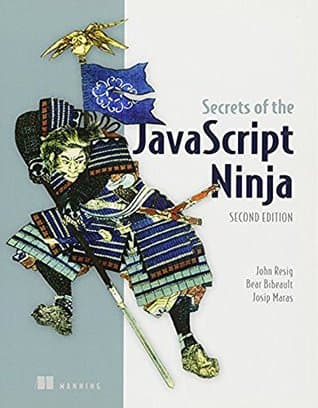 Secrets of the
JavaScript
Ninja
SECOND EDITION
John Resig
Bear Bibeault
Josip Maras
MANNING